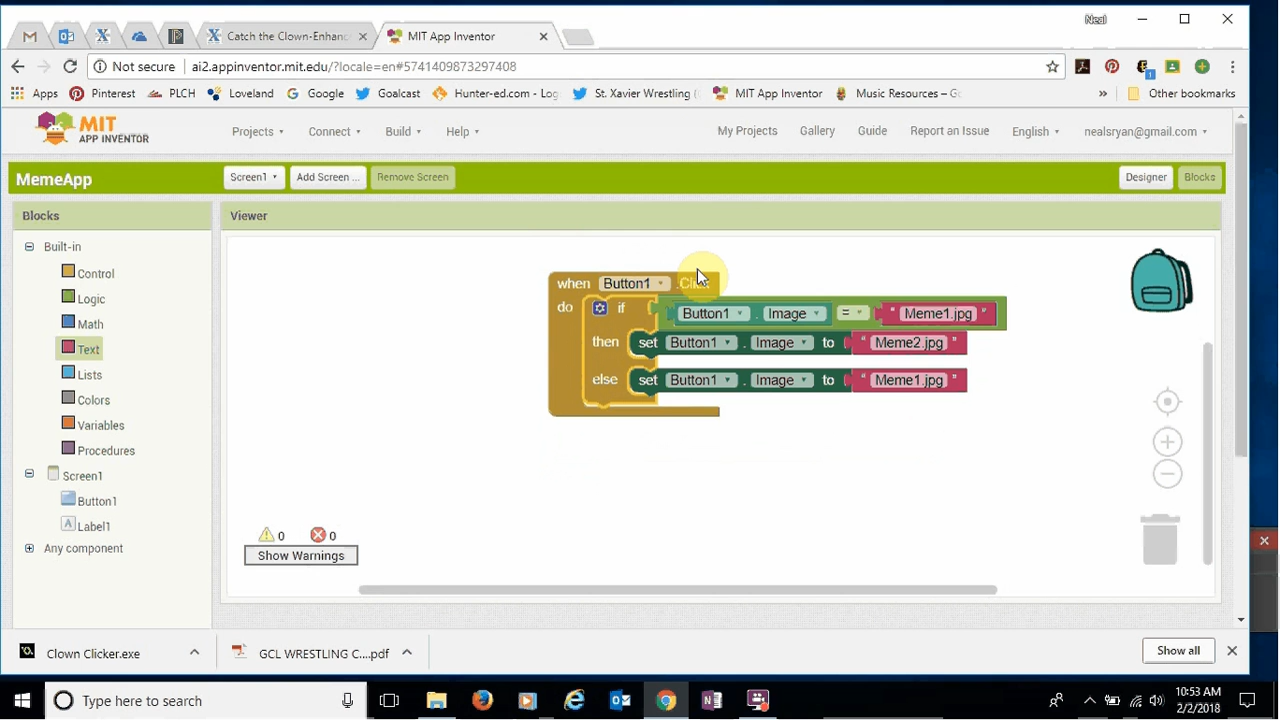 Neal
Catch the Clown-Enhanc
MIT App Inventor
Not secure
ai2.appinventor.mit.edu/?locale=en#5741409873297408
1
Apps
Pinterest
PLCH
Loveland
Google
Goalcast
Hunter-ed.com - Log
St. Xavier Wrestling (
MIT App Inventor
Music Resources – Go
»
Other bookmarks
MIT
APP INVENTOR
Projects
Connect
Build
Help
My Projects
Gallery
Guide
Report an Issue
English
nealsryan@gmail.com
MemeApp
Screen1
Add Screen ...
Remove Screen
Designer
Blocks
Blocks
Viewer
Built-in
Control
Logic
Math
Text
Lists
Colors
Variables
Procedures
Screen1
Button1
A Label1
Any component
when Button1 .Click
do if Button1 . Image = " Meme1.jpg "
then set Button1 . Image to " Meme2.jpg "
else set Button1 . Image to " Meme1.jpg "
0 0
Show Warnings
Clown Clicker.exe
GCL WRESTLING C....pdf
Show all
Type here to search
10:53 AM
2/2/2018